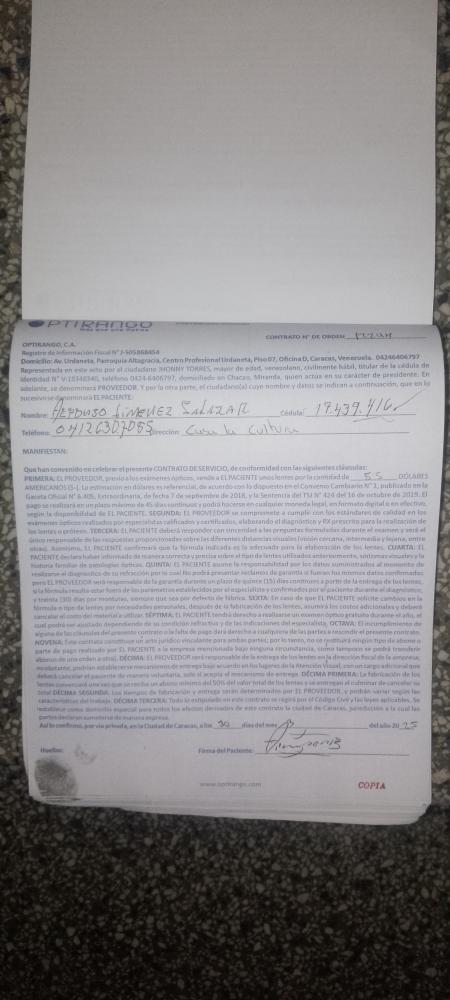 OPTIRANGO
CONTRATO N° DE ORDEN
OPTIRANGO, C.A.
Registro de Información Fiscal N° J-505868454
Domicilio: Av. Urdaneta, Parroquia Altagracia, Centro Profesional Urdaneta, Piso 07, Oficina D, Caracas, Venezuela. 04246406797
Representada en este acto por el ciudadano JHONNY TORRES, mayor de edad, venezolano, civilmente hábil, titular de la cédula de
identidad N° V-18348340, teléfono 0424-6406797, domiciliado en Chacao, Miranda, quien actúa en su carácter de presidente. En
adelante, se denominará PROVEEDOR. Y por la parte, el ciudadano(a) cuyo nombre y datos se indican a continuación, que en lo
sucesivo se denominará EL PACIENTE:
Nombre: Jimenez Salazar Cédula: 17.439.416
Teléfono: 04126307055 Dirección: Casa la Cultura
MANIFIESTAN:
Que han convenido en celebrar el presente CONTRATO DE SERVICIO, de conformidad con las siguientes cláusulas:
PRIMERA: EL PROVEEDOR, previo a los exámenes ópticos, vende a EL PACIENTE unos lentes por la cantidad de 55 DÓLARES
AMERICANOS ($-). La estimación en dólares es referencial, de acuerdo con lo dispuesto en el Convenio Cambiario N° 1, publicado en la
Gaceta Oficial N° 6.405, Extraordinaria, de fecha 7 de septiembre de 2018, y la Sentencia del TSJ N° 424 del 16 de octubre de 2019. El
pago se realizará en un plazo máximo de 45 días continuos y podrá hacerse en cualquier moneda legal, en formato digital o en efectivo,
según la disponibilidad de EL PACIENTE. SEGUNDA: EL PROVEEDOR se compromete a cumplir con los estándares de calidad en los
exámenes ópticos realizados por especialistas calificados y certificados, elaborando el diagnóstico y RX prescrito para la realización de
los lentes o prótesis. TERCERA: EL PACIENTE deberá responder con sinceridad a las preguntas formuladas durante el examen y será el
único responsable de las respuestas proporcionadas sobre las diferentes distancias visuales (visión cercana, intermedia y lejana, entre
otras). Asimismo, EL PACIENTE confirmará que la fórmula indicada es la adecuada para la elaboración de los lentes. CUARTA: EL
PACIENTE declara haber informado de manera correcta y precisa sobre el tipo de lentes utilizados anteriormente, síntomas visuales y la
historia familiar de patologías ópticas. QUINTA: EL PACIENTE asume la responsabilidad por los datos suministrados al momento de
realizarse el diagnóstico de su refracción por lo cual No podrá presentar reclamos de garantía si fueran los mismos datos confirmados
pero EL PROVEEDOR será responsable de la garantía durante un plazo de quince (15) días continuos a partir de la entrega de los lentes,
si la fórmula resulta estar fuera de los parámetros establecidos por el especialista y confirmados por el paciente durante el diagnóstico,
y treinta (30) días por monturas, siempre que sea por defecto de fábrica. SEXTA: En caso de que EL PACIENTE solicite cambios en la
fórmula o tipo de lentes por necesidades personales, después de la fabricación de los lentes, asumirá los costos adicionales y deberá
cancelar el costo del material a utilizar. SÉPTIMA: EL PACIENTE tendrá derecho a realizarse un examen óptico gratuito durante el año, el
cual podrá ser ajustado dependiendo de su condición refractiva y de las indicaciones del especialista. OCTAVA: El incumplimiento de
alguna de las cláusulas del presente contrato o la falta de pago dará derecho a cualquiera de las partes a rescindir el presente contrato.
NOVENA: Este contrato constituye un acto jurídico vinculante para ambas partes; por lo tanto, no se restituirá ningún tipo de abono o
parte de pago realizado por EL PACIENTE a la empresa mencionada bajo ninguna circunstancia, como tampoco se podrá transferir
abonos de una orden a otra. DÉCIMA: EL PROVEEDOR será responsable de la entrega de los lentes en la dirección fiscal de la empresa;
no obstante, podrían establecerse mecanismos de entrega bajo acuerdo en los lugares de la Atención Visual, con un cargo adicional que
deberá cancelar el paciente de manera voluntaria, solo si acepta el mecanismo de entrega. DÉCIMA PRIMERA: La fabricación de los
lentes comenzará una vez que se reciba un abono mínimo del 50% del valor total de los lentes y se entregan al culminar de cancelar su
total DÉCIMA SEGUNDA: Los tiempos de fabricación y entrega serán determinados por EL PROVEEDOR, y podrán variar según las
características del trabajo. DÉCIMA TERCERA: Todo lo estipulado en este contrato se regirá por el Código Civil y las leyes aplicables. Se
establece como domicilio especial para todos los efectos derivados de este contrato la ciudad de Caracas, jurisdicción a la cual las
partes declaran someterse de manera expresa.
Así lo confirmo, por vía privada, en la Ciudad de Caracas, a los 30 días del mes del año 20 25
Huellas: Firma del Paciente:
www.optirango.com
COPIA